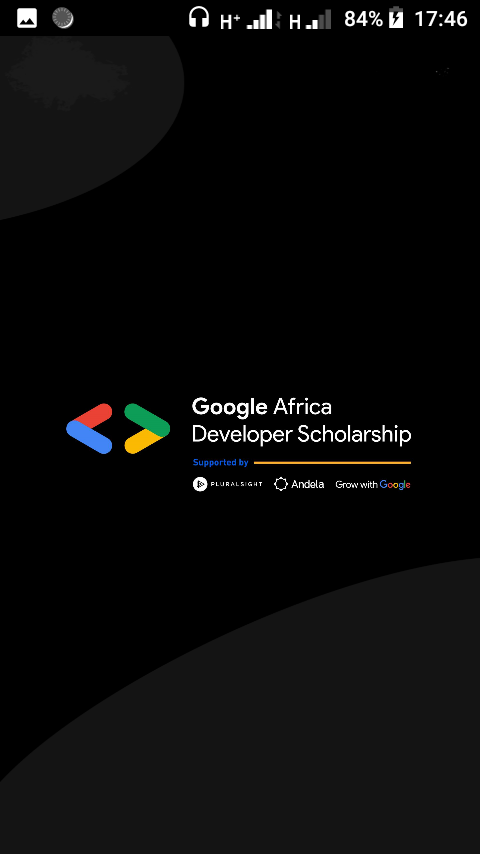 H+ H 84% 17:46
Google Africa
Developer Scholarship
Supported by
PLURALSIGHT Andela Grow with Google